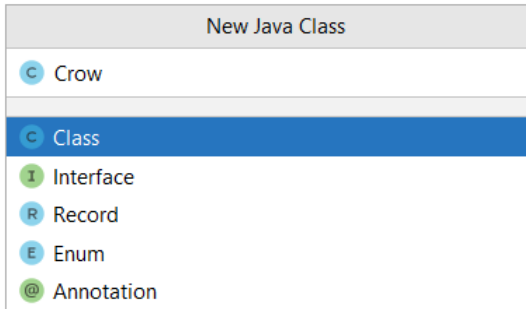 New Java Class
C Crow
C Class
I Interface
R Record
E Enum
@ Annotation